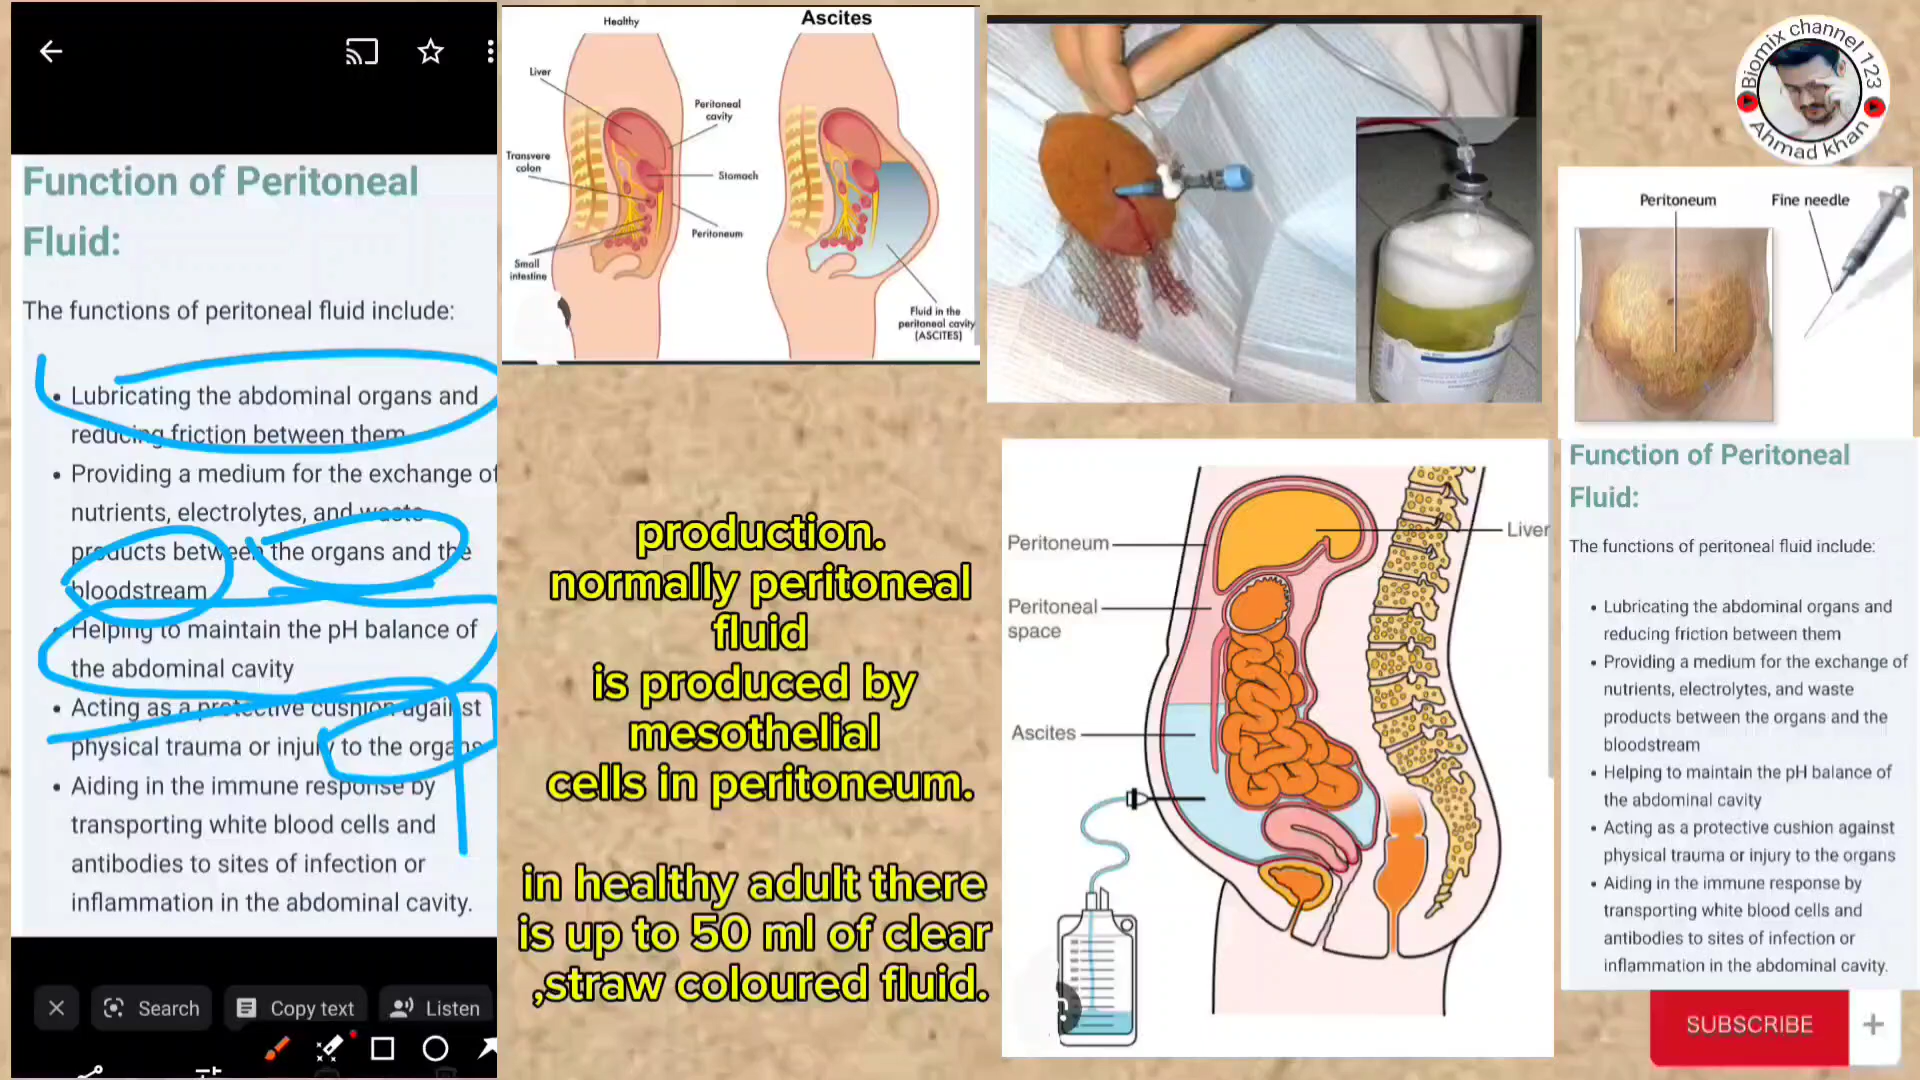 Function of Peritoneal
Fluid:
The functions of peritoneal fluid include:
• Lubricating the abdominal organs and
reducing friction between them
• Providing a medium for the exchange of
nutrients, electrolytes, and waste
products between the organs and the
bloodstream
• Helping to maintain the pH balance of
the abdominal cavity
• Acting as a protective cushion against
physical trauma or injury to the organs
• Aiding in the immune response by
transporting white blood cells and
antibodies to sites of infection or
inflammation in the abdominal cavity.
Search
Copy text
Listen
Healthy
Ascites
Liver
Peritoneal
cavity
Transvere
colon
Stomach
Peritoneum
Small
intestine
Fluid in the
peritoneal cavity
(ASCITES)
production.
normally peritoneal
fluid
is produced by
mesothelial
cells in peritoneum.
in healthy adult there
is up to 50 ml of clear
,straw coloured fluid.
Peritoneum
Liver
Peritoneal
space
Ascites
Biomix channel 123
Ahmad khan
Peritoneum
Fine needle
Function of Peritoneal
Fluid:
The functions of peritoneal fluid include:
• Lubricating the abdominal organs and
reducing friction between them
• Providing a medium for the exchange of
nutrients, electrolytes, and waste
products between the organs and the
bloodstream
• Helping to maintain the pH balance of
the abdominal cavity
• Acting as a protective cushion against
physical trauma or injury to the organs
• Aiding in the immune response by
transporting white blood cells and
antibodies to sites of infection or
inflammation in the abdominal cavity.
SUBSCRIBE